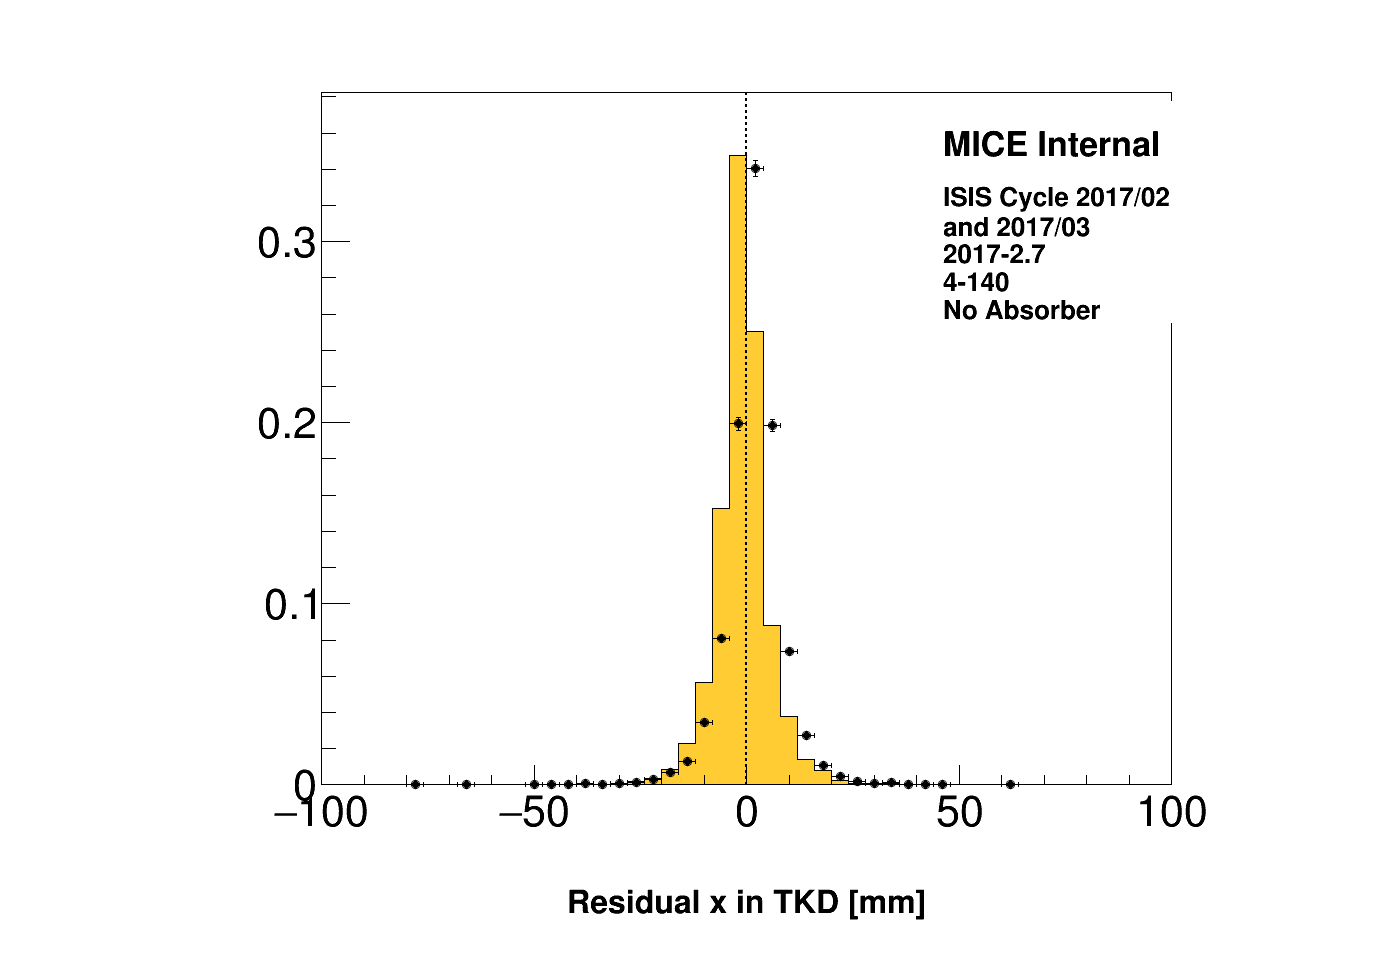 MICE Internal
ISIS Cycle 2017/02
and 2017/03
2017-2.7
4-140
No Absorber
0.3
0.2
0.1
0
−100 −50 0 50 100
Residual x in TKD [mm]